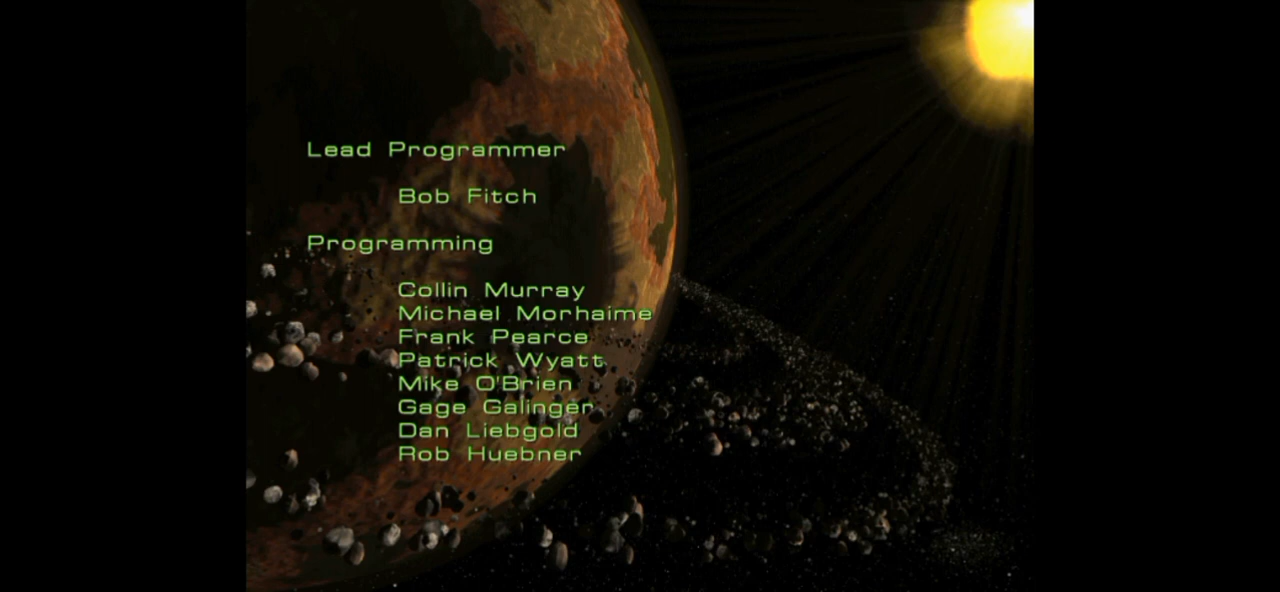 Lead Programmer
Bob Fitch
Programming
Collin Murray
Michael Morhaime
Frank Pearce
Patrick Wyatt
Mike O'Brien
Gage Galinger
Dan Liebgold
Rob Huebner